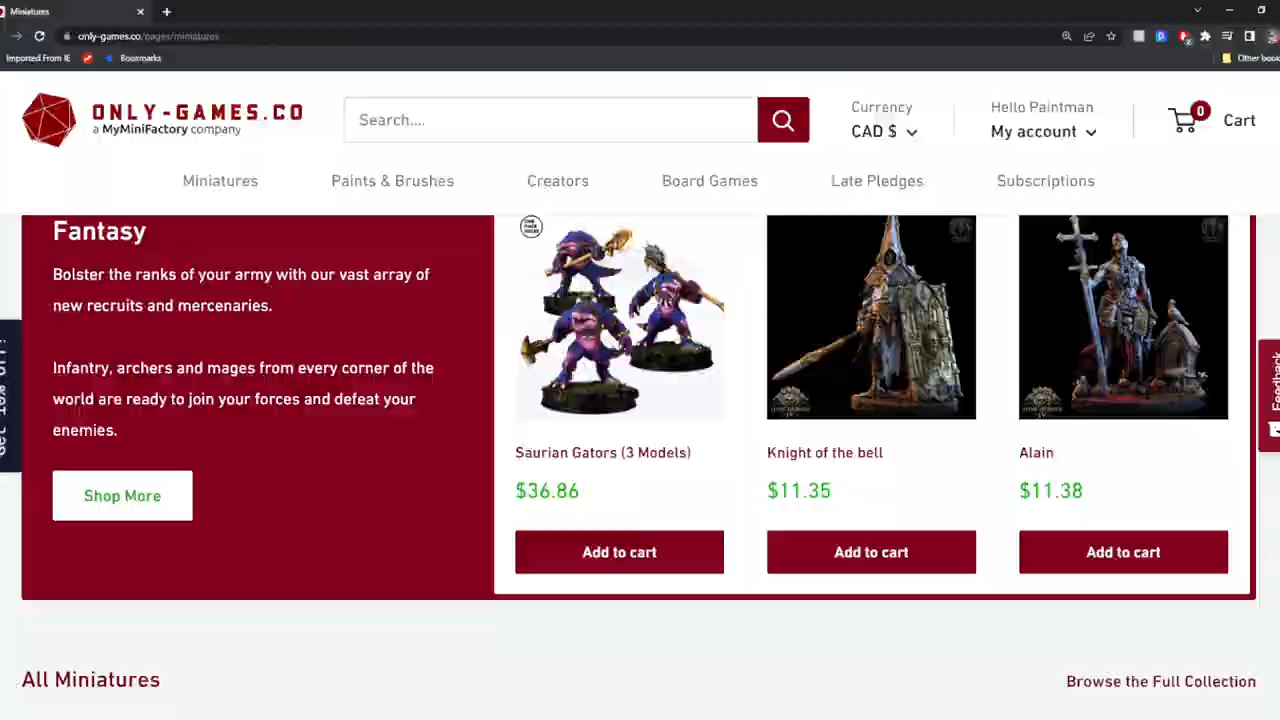 Miniatures
only-games.co/pages/miniatures
Imported From IE
Bookmarks
Other book
ONLY-GAMES.CO
a MyMiniFactory company
Search....
Currency
CAD $
Hello Paintman
My account
0
Cart
Miniatures
Paints & Brushes
Creators
Board Games
Late Pledges
Subscriptions
Fantasy
Bolster the ranks of your army with our vast array of
new recruits and mercenaries.
Infantry, archers and mages from every corner of the
world are ready to join your forces and defeat your
enemies.
Shop More
Saurian Gators (3 Models)
$36.86
Add to cart
Knight of the bell
$11.35
Add to cart
Alain
$11.38
Add to cart
Get 10% Off!
Feedback
All Miniatures
Browse the Full Collection